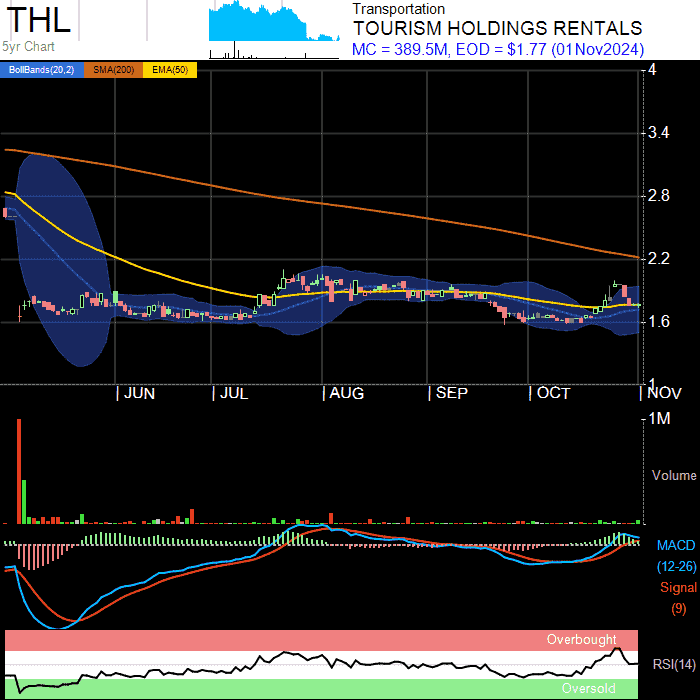 THL
5yr Chart
Transportation
TOURISM HOLDINGS RENTALS
MC = 389.5M, EOD = $1.77 (01Nov2024)
BollBands(20,2) SMA(200) EMA(50)
4
3.4
2.8
2.2
1.6
1
JUN JUL AUG SEP OCT NOV
1M
Volume
MACD
(12-26)
Signal
(9)
Overbought
RSI(14)
Oversold